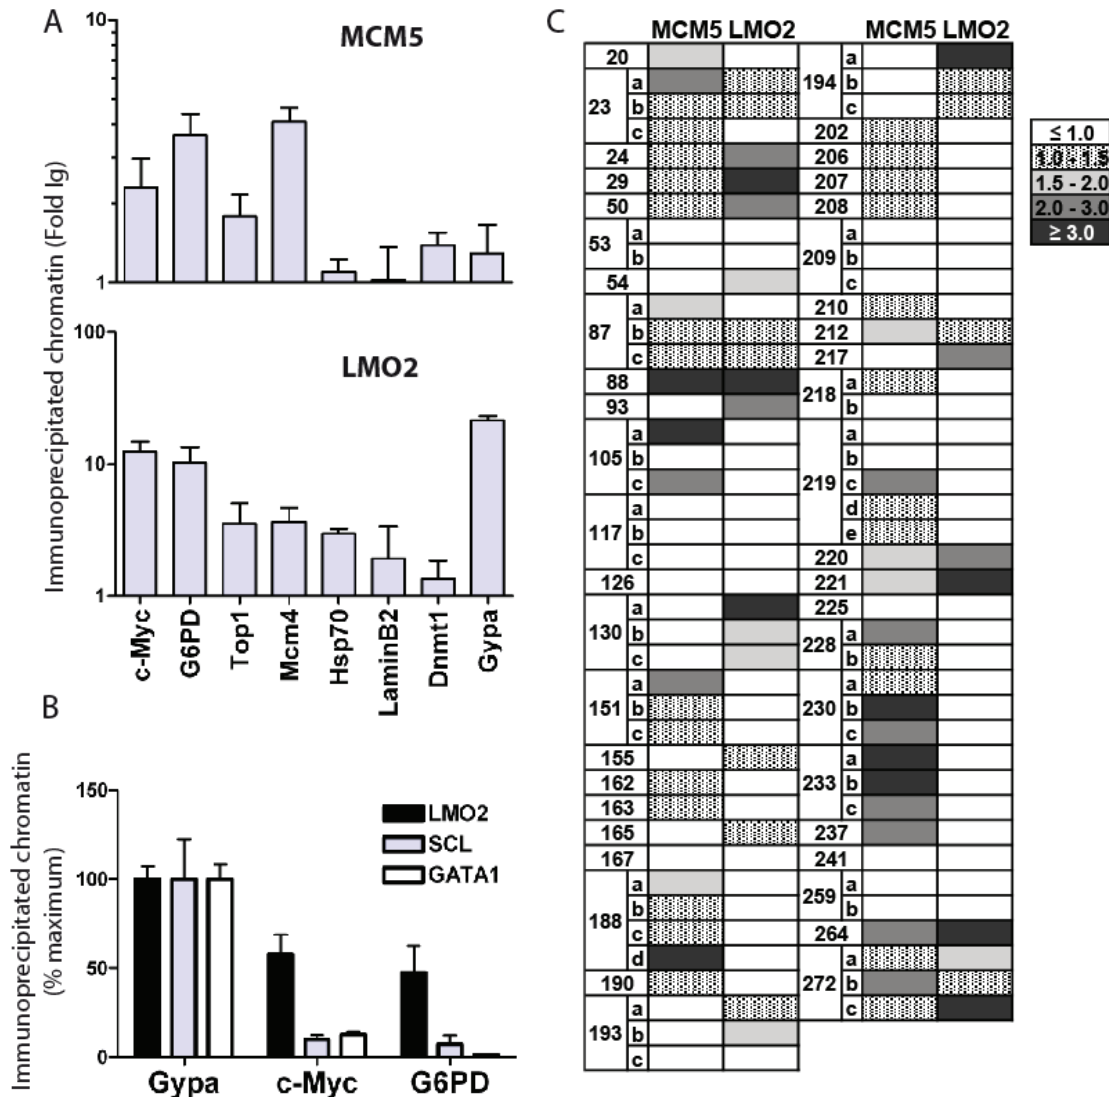 A
MCM5
10
1
Immunoprecipitated chromatin (Fold Ig)
LMO2
100
10
1
c-Myc
G6PD
Top1
Mcm4
Hsp70
LaminB2
Dnmt1
Gypa
B
Immunoprecipitated chromatin
(% maximum)
150
100
50
0
LMO2
SCL
GATA1
Gypa c-Myc G6PD
C
MCM5 LMO2
20
23 a
b
c
24
29
50
53 a
b
54
87 a
b
c
88
93
105 a
b
c
117 a
b
c
126
130 a
b
c
151 a
b
c
155
162
163
165
167
188 a
b
c
d
190
193 a
b
c
MCM5 LMO2
194 a
b
c
202
206
207
208
209 a
b
c
210
212
217
218 a
b
219 a
b
c
d
e
220
221
225
228 a
b
230 a
b
c
233 a
b
c
237
241
259 a
b
264
272 a
b
c
≤ 1.0
1.0 - 1.5
1.5 - 2.0
2.0 - 3.0
≥ 3.0